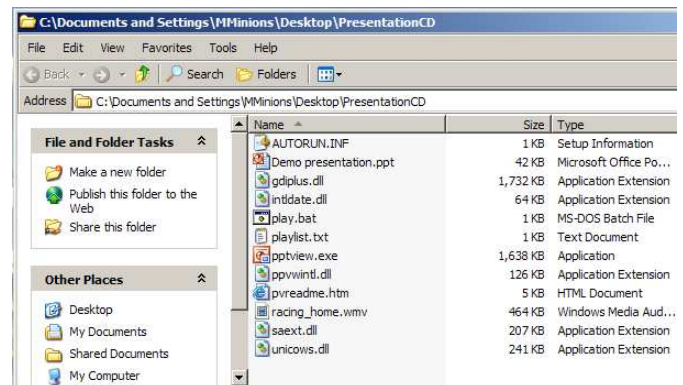 C:\Documents and Settings\MMinions\Desktop\PresentationCD
File Edit View Favorites Tools Help
Back Search Folders
Address C:\Documents and Settings\MMinions\Desktop\PresentationCD
File and Folder Tasks
Make a new folder
Publish this folder to the
Web
Share this folder
Other Places
Desktop
My Documents
Shared Documents
My Computer
Name Size Type
AUTORUN.INF 1 KB Setup Information
Demo presentation.ppt 42 KB Microsoft Office Po...
gdiplus.dll 1,732 KB Application Extension
intldate.dll 64 KB Application Extension
play.bat 1 KB MS-DOS Batch File
playlist.txt 1 KB Text Document
pptview.exe 1,638 KB Application
ppvwintl.dll 126 KB Application Extension
pvreadme.htm 5 KB HTML Document
racing_home.wmv 464 KB Windows Media Aud...
saext.dll 207 KB Application Extension
unicows.dll 241 KB Application Extension